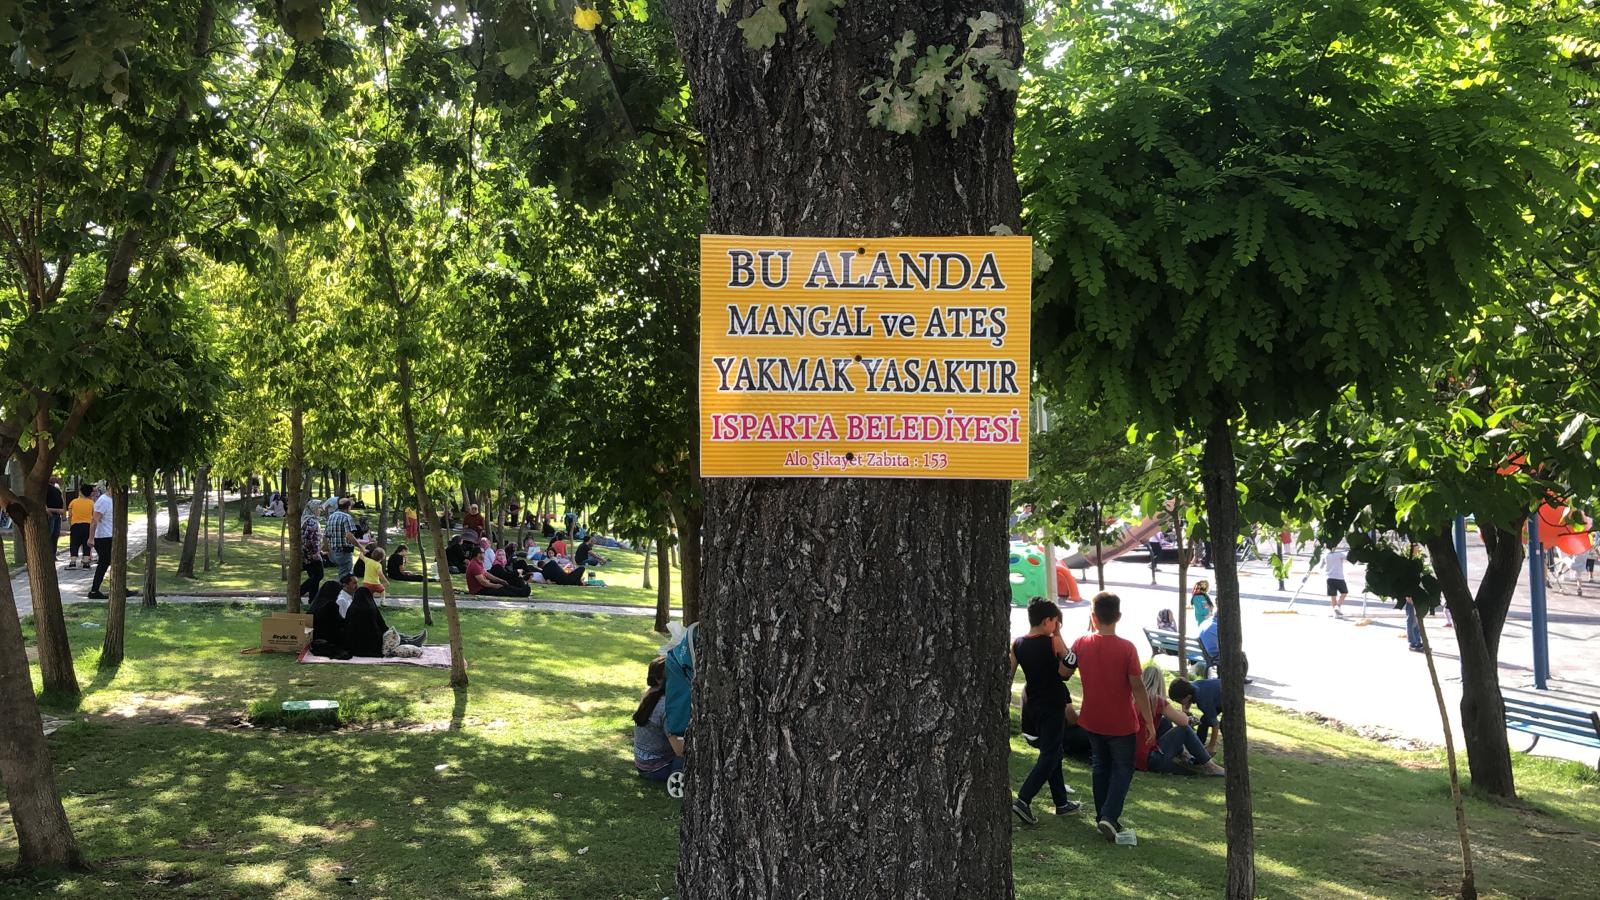 BU ALANDA
MANGAL ve ATEŞ
YAKMAK YASAKTIR
ISPARTA BELEDİYESİ
Alo Şikayet Zabıta : 153